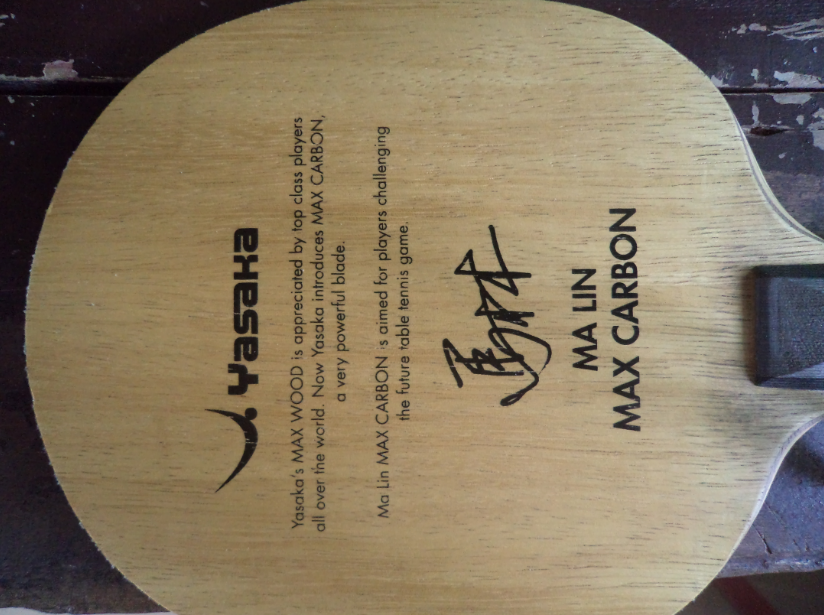 Yasaka
Yasaka's MAX WOOD is appreciated by top class players
all over the world. Now Yasaka introduces MAX CARBON,
a very powerful blade.
Ma Lin MAX CARBON is aimed for players challenging
the future table tennis game.
马林
MA LIN
MAX CARBON